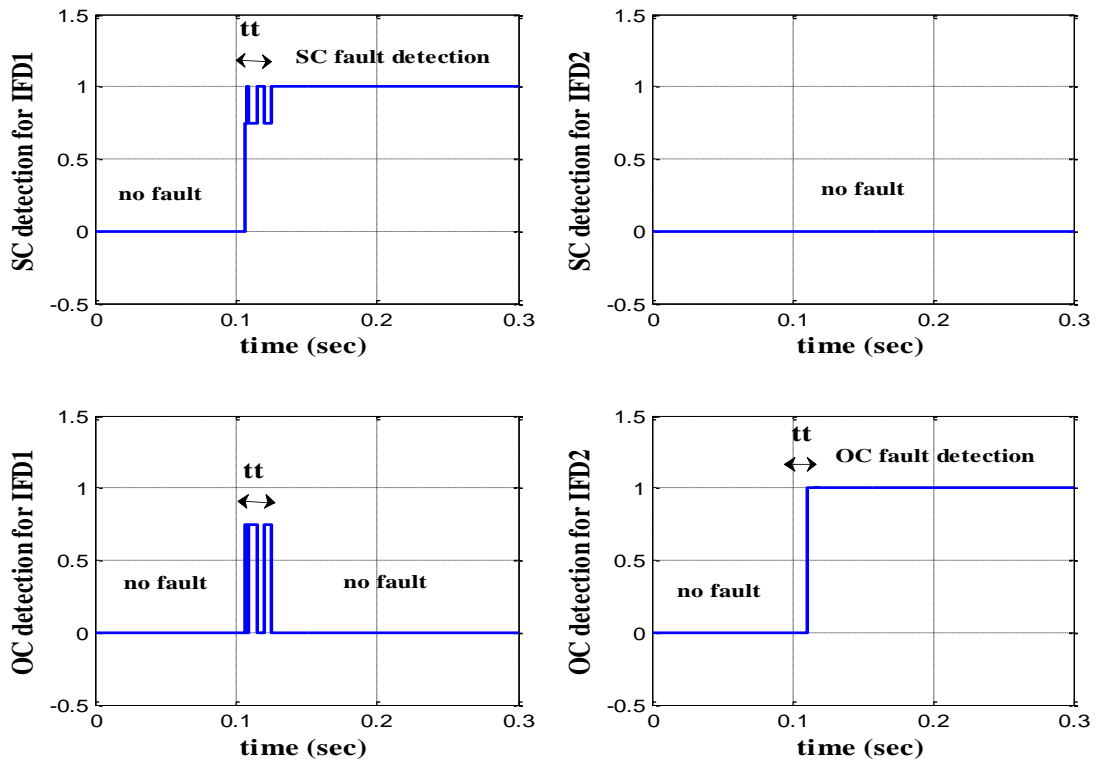 SC detection for IFD1
1.5
1
0.5
0
-0.5
tt
SC fault detection
no fault
0
0.1
0.2
0.3
time (sec)
SC detection for IFD2
1.5
1
0.5
0
-0.5
no fault
0
0.1
0.2
0.3
time (sec)
OC detection for IFD1
1.5
1
0.5
0
-0.5
tt
no fault
no fault
0
0.1
0.2
0.3
time (sec)
OC detection for IFD2
1.5
1
0.5
0
-0.5
tt
OC fault detection
no fault
0
0.1
0.2
0.3
time (sec)